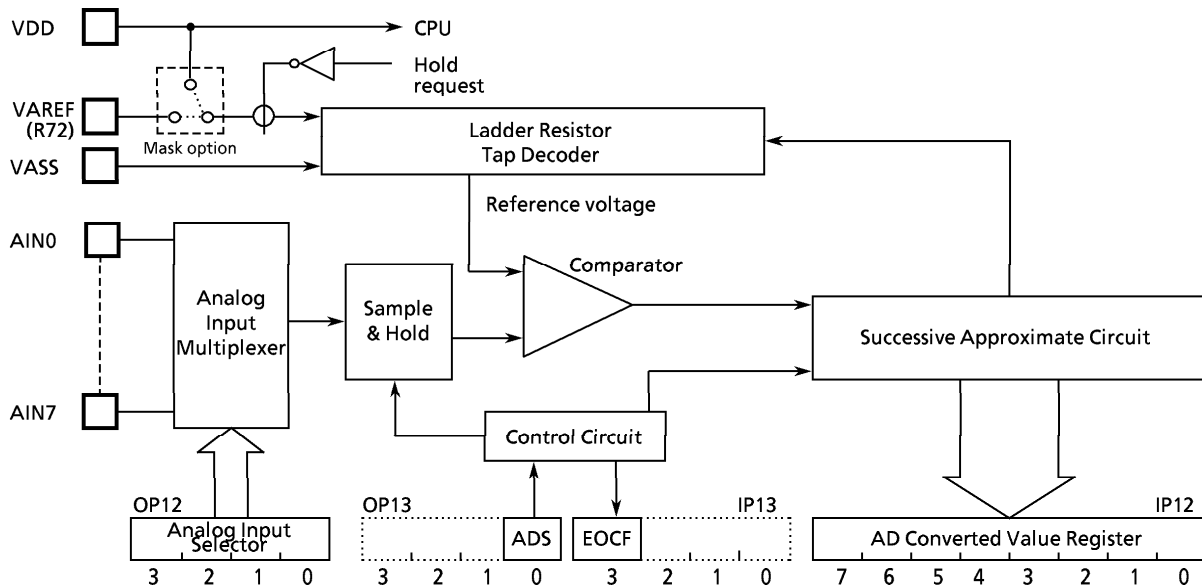 VDD
CPU
Hold
request
VAREF
(R72)
Mask option
Ladder Resistor
Tap Decoder
VASS
Reference voltage
AIN0
Comparator
Analog
Input
Multiplexer
Sample
& Hold
Successive Approximate Circuit
AIN7
Control Circuit
OP12
OP13
IP13
IP12
Analog Input
Selector
ADS
EOCF
AD Converted Value Register
3 2 1 0
3 2 1 0
3 2 1 0
7 6 5 4 3 2 1 0